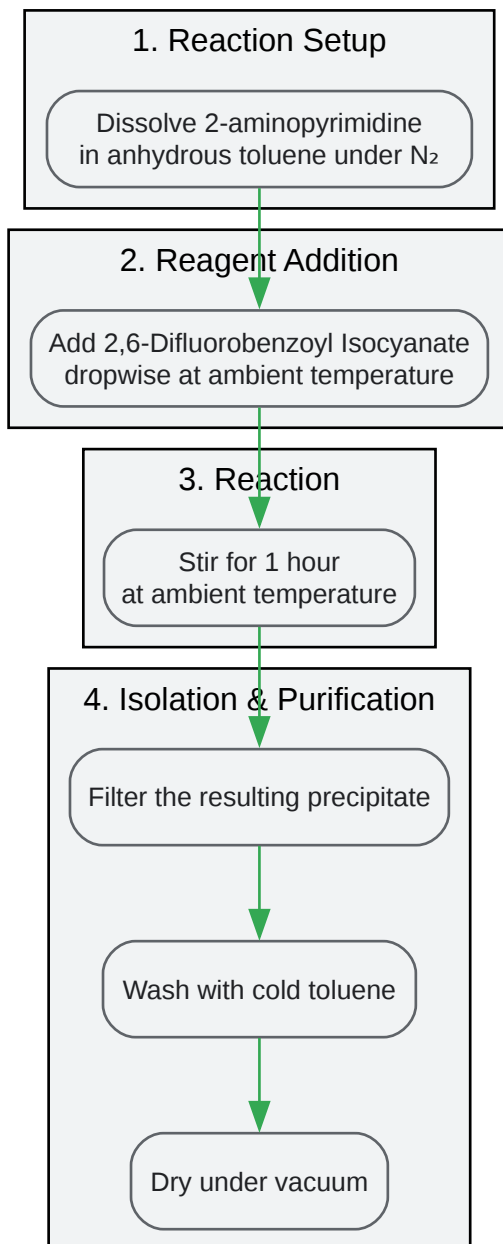 1. Reaction Setup
Dissolve 2-aminopyrimidine
in anhydrous toluene under N₂
2. Reagent Addition
Add 2,6-Difluorobenzoyl Isocyanate
dropwise at ambient temperature
3. Reaction
Stir for 1 hour
at ambient temperature
4. Isolation & Purification
Filter the resulting precipitate
Wash with cold toluene
Dry under vacuum